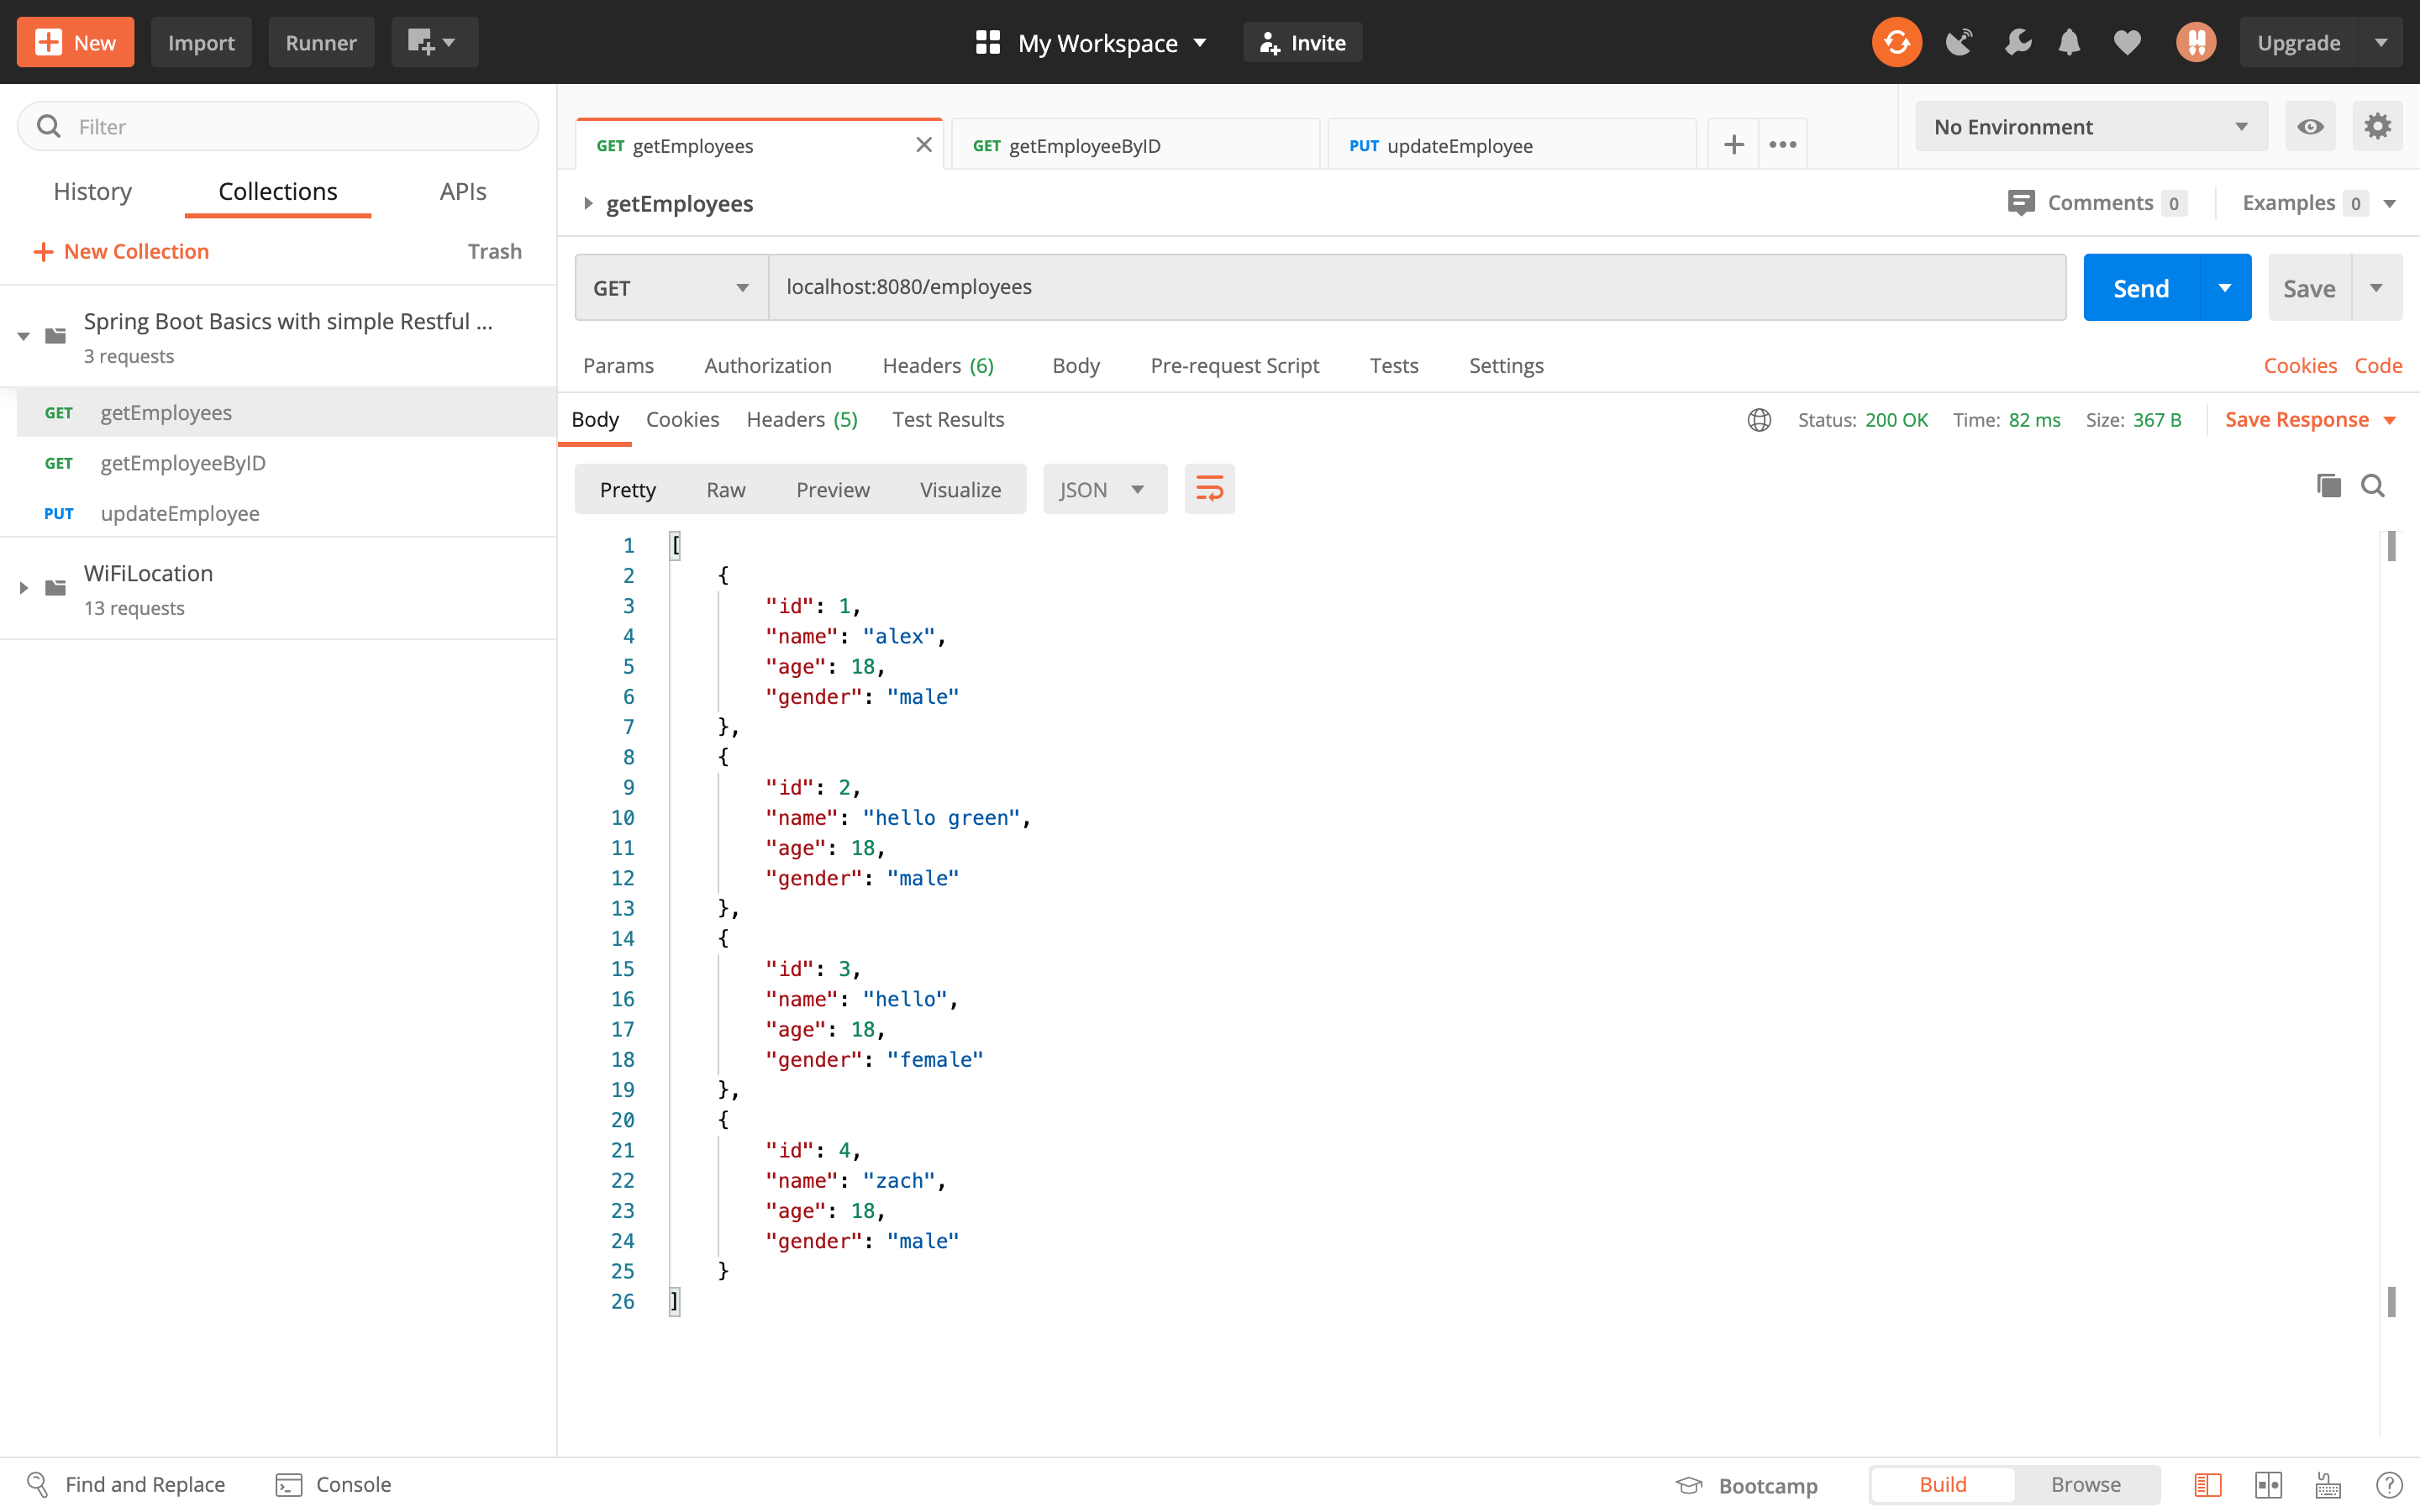 New
Import
Runner
My Workspace
Invite
Upgrade
Filter
History
Collections
APIs
New Collection
Trash
Spring Boot Basics with simple Restful ...
3 requests
GET getEmployees
GET getEmployeeByID
PUT updateEmployee
WiFiLocation
13 requests
GET getEmployees
GET getEmployeeByID
PUT updateEmployee
No Environment
getEmployees
Comments 0
Examples 0
GET
localhost:8080/employees
Send
Save
Params
Authorization
Headers (6)
Body
Pre-request Script
Tests
Settings
Cookies
Code
Body
Cookies
Headers (5)
Test Results
Status: 200 OK
Time: 82 ms
Size: 367 B
Save Response
Pretty
Raw
Preview
Visualize
JSON
1 [
2 {
3 "id": 1,
4 "name": "alex",
5 "age": 18,
6 "gender": "male"
7 },
8 {
9 "id": 2,
10 "name": "hello green",
11 "age": 18,
12 "gender": "male"
13 },
14 {
15 "id": 3,
16 "name": "hello",
17 "age": 18,
18 "gender": "female"
19 },
20 {
21 "id": 4,
22 "name": "zach",
23 "age": 18,
24 "gender": "male"
25 }
26 ]
Find and Replace
Console
Bootcamp
Build
Browse